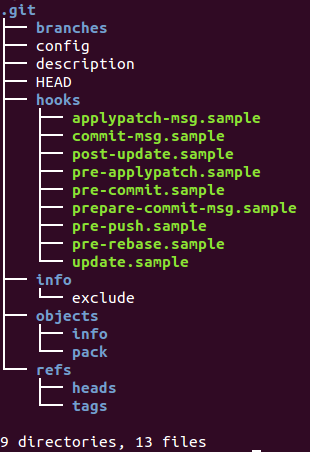 .git
branches
config
description
HEAD
hooks
applypatch-msg.sample
commit-msg.sample
post-update.sample
pre-applypatch.sample
pre-commit.sample
prepare-commit-msg.sample
pre-push.sample
pre-rebase.sample
update.sample
info
exclude
objects
info
pack
refs
heads
tags
9 directories, 13 files